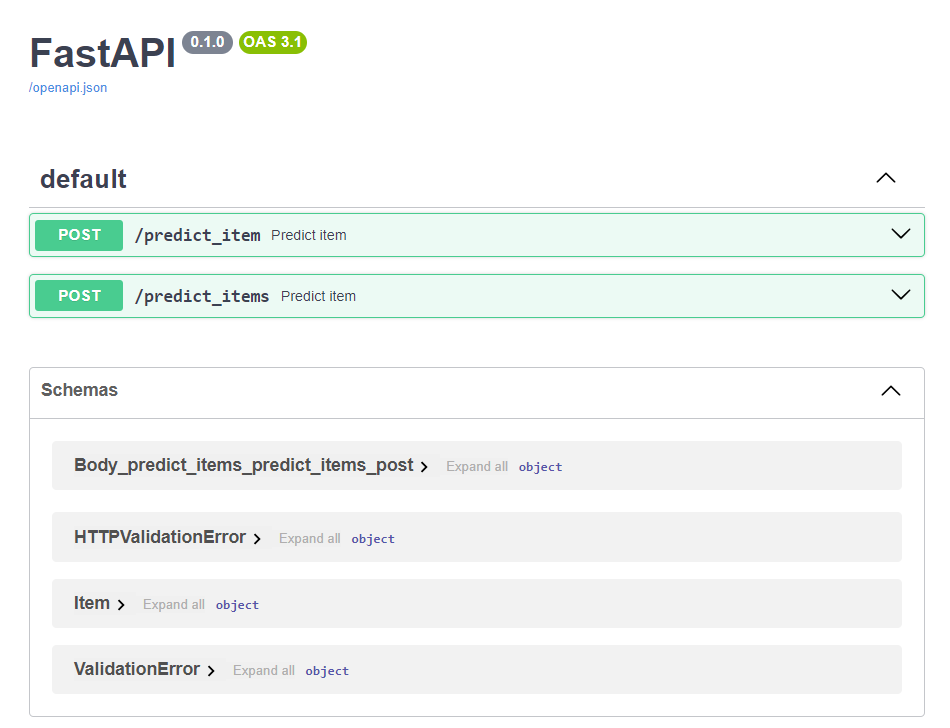 FastAPI 0.1.0 OAS 3.1
/openapi.json
default
POST /predict_item Predict item
POST /predict_items Predict item
Schemas
Body_predict_items_predict_items_post Expand all object
HTTPValidationError Expand all object
Item Expand all object
ValidationError Expand all object